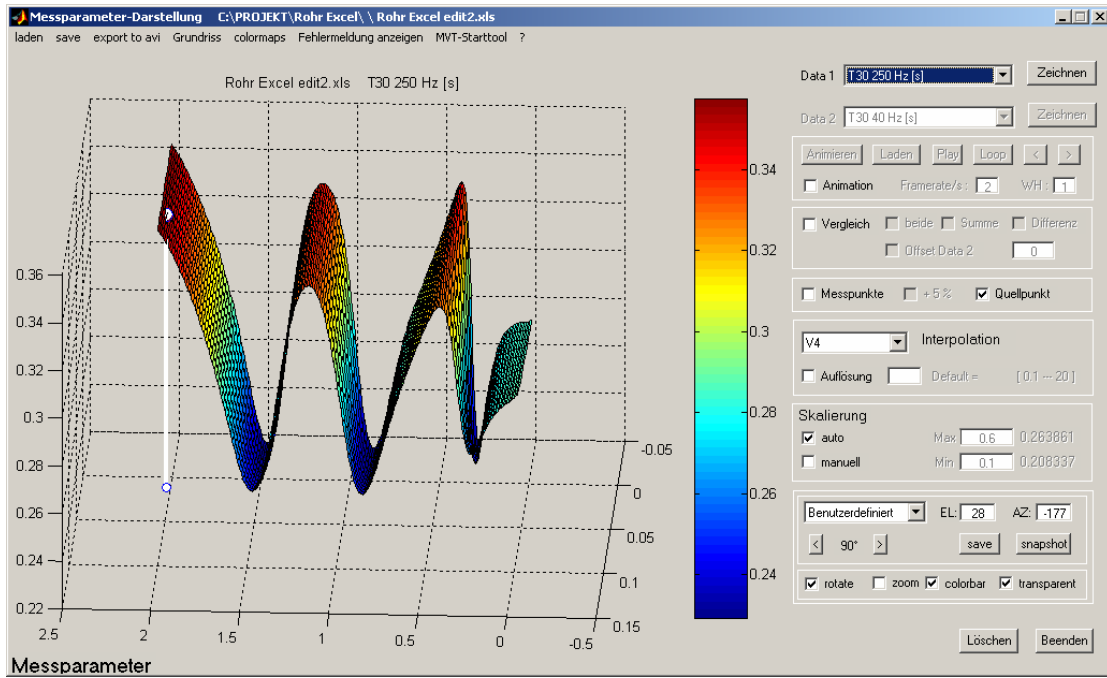 Messparameter-Darstellung C:\PROJEKT\Rohr Excel\ \ Rohr Excel edit2.xls
laden save export to avi Grundriss colormaps Fehlermeldung anzeigen MVT-Starttool ?
Rohr Excel edit2.xls T30 250 Hz [s]
0.36
0.34
0.32
0.3
0.28
0.26
0.24
0.22
2.5
2
1.5
1
0.5
0
-0.5
-0.05
0
0.05
0.1
0.15
Messparameter
0.34
0.32
0.3
0.28
0.26
0.24
Data 1 T30 250 Hz [s] Zeichnen
Data 2 T30 40 Hz [s] Zeichnen
Animieren Laden Play Loop < >
Animation Framerate/s : 2 WH : 1
Vergleich beide Summe Differenz
Offset Data 2 0
Messpunkte + 5 % Quellpunkt
V4 Interpolation
Auflösung Default = [ 0.1 --- 20 ]
Skalierung
auto Max 0.6 0.263861
manuell Min 0.1 0.208337
Benutzerdefiniert EL: 28 AZ: -177
< 90° > save snapshot
rotate zoom colorbar transparent
Löschen Beenden